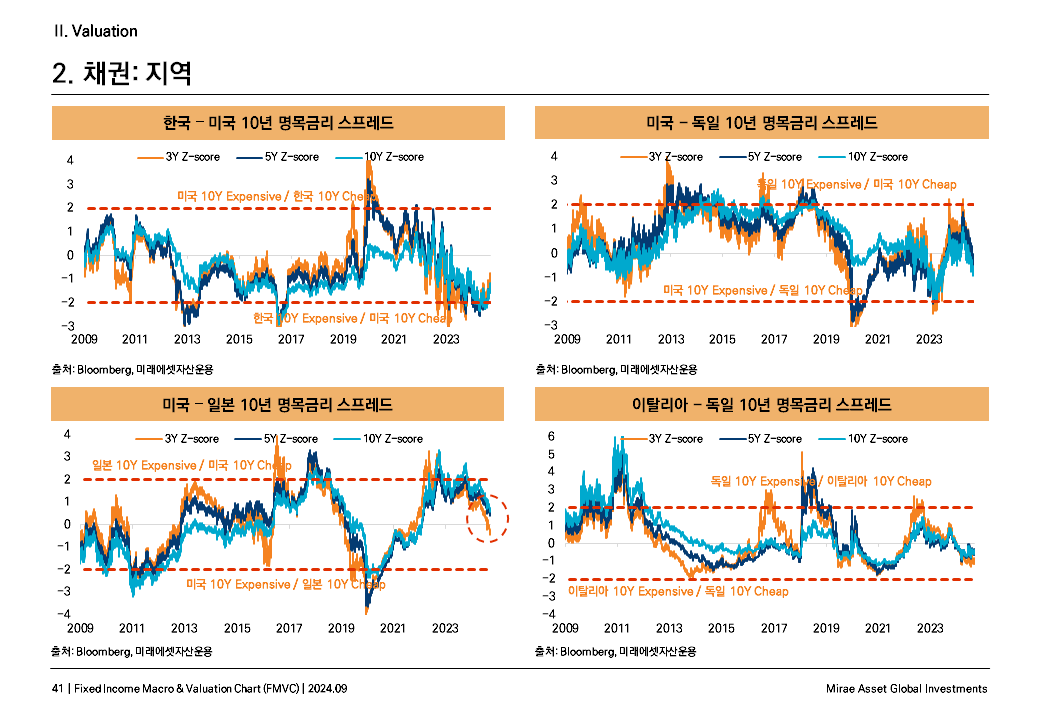 II. Valuation
2. 채권: 지역
한국 – 미국 10년 명목금리 스프레드
3Y Z-score 5Y Z-score 10Y Z-score
미국 10Y Expensive / 한국 10Y Cheap
한국 10Y Expensive / 미국 10Y Cheap
4
3
2
1
0
−1
−2
−3
2009 2011 2013 2015 2017 2019 2021 2023
출처: Bloomberg, 미래에셋자산운용
미국 – 독일 10년 명목금리 스프레드
3Y Z-score 5Y Z-score 10Y Z-score
독일 10Y Expensive / 미국 10Y Cheap
미국 10Y Expensive / 독일 10Y Cheap
4
3
2
1
0
−1
−2
−3
2009 2011 2013 2015 2017 2019 2021 2023
출처: Bloomberg, 미래에셋자산운용
미국 – 일본 10년 명목금리 스프레드
3Y Z-score 5Y Z-score 10Y Z-score
일본 10Y Expensive / 미국 10Y Cheap
미국 10Y Expensive / 일본 10Y Cheap
4
3
2
1
0
−1
−2
−3
−4
2009 2011 2013 2015 2017 2019 2021 2023
출처: Bloomberg, 미래에셋자산운용
이탈리아 – 독일 10년 명목금리 스프레드
3Y Z-score 5Y Z-score 10Y Z-score
독일 10Y Expensive / 이탈리아 10Y Cheap
이탈리아 10Y Expensive / 독일 10Y Cheap
6
5
4
3
2
1
0
−1
−2
−3
−4
2009 2011 2013 2015 2017 2019 2021 2023
출처: Bloomberg, 미래에셋자산운용
41 | Fixed Income Macro & Valuation Chart (FMVC) | 2024.09
Mirae Asset Global Investments